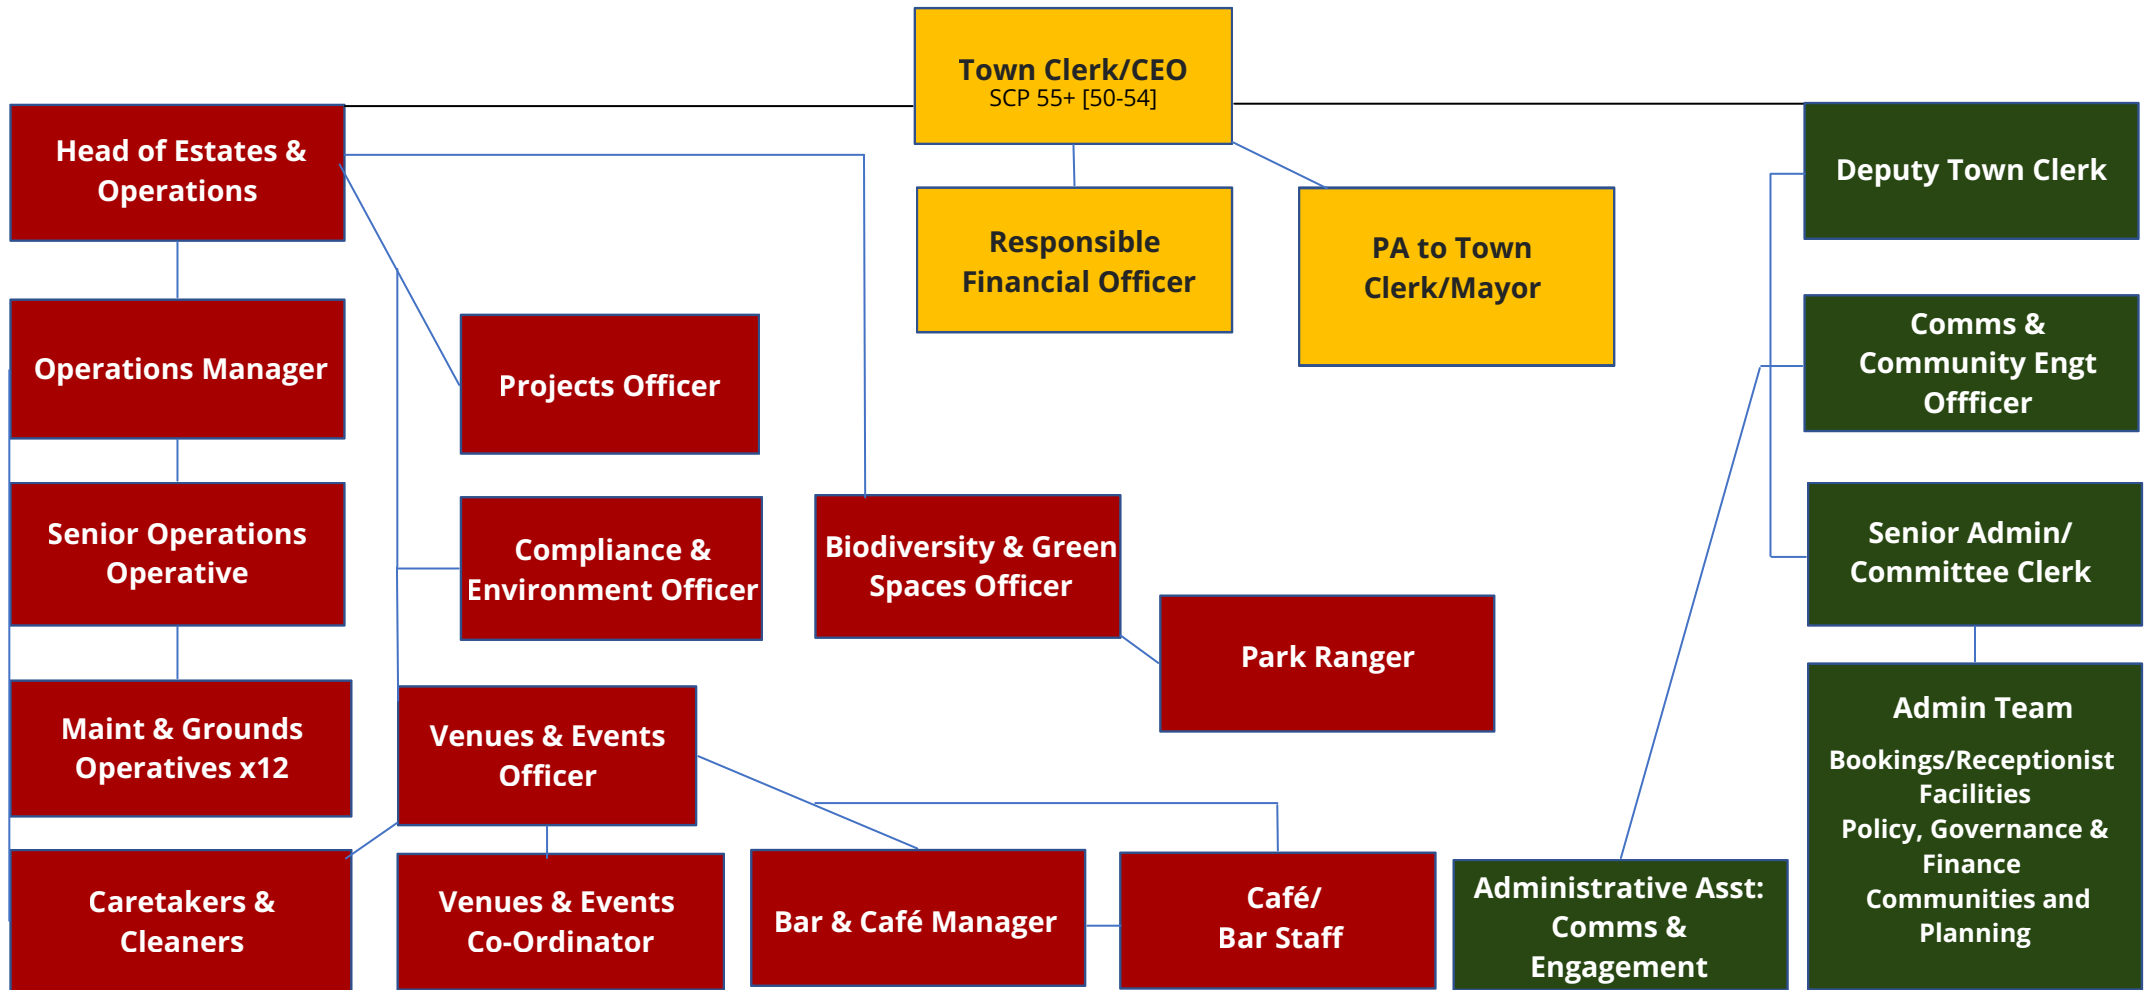 Town Clerk/CEO
SCP 55+ [50-54]
Head of Estates &
Operations
Deputy Town Clerk
Responsible
Financial Officer
PA to Town
Clerk/Mayor
Operations Manager
Projects Officer
Comms &
Community Engt
Offficer
Senior Operations
Operative
Compliance &
Environment Officer
Biodiversity & Green
Spaces Officer
Senior Admin/
Committee Clerk
Park Ranger
Maint & Grounds
Operatives x12
Venues & Events
Officer
Admin Team
Bookings/Receptionist
Facilities
Policy, Governance &
Finance
Communities and
Planning
Caretakers &
Cleaners
Venues & Events
Co-Ordinator
Bar & Café Manager
Café/
Bar Staff
Administrative Asst:
Comms &
Engagement